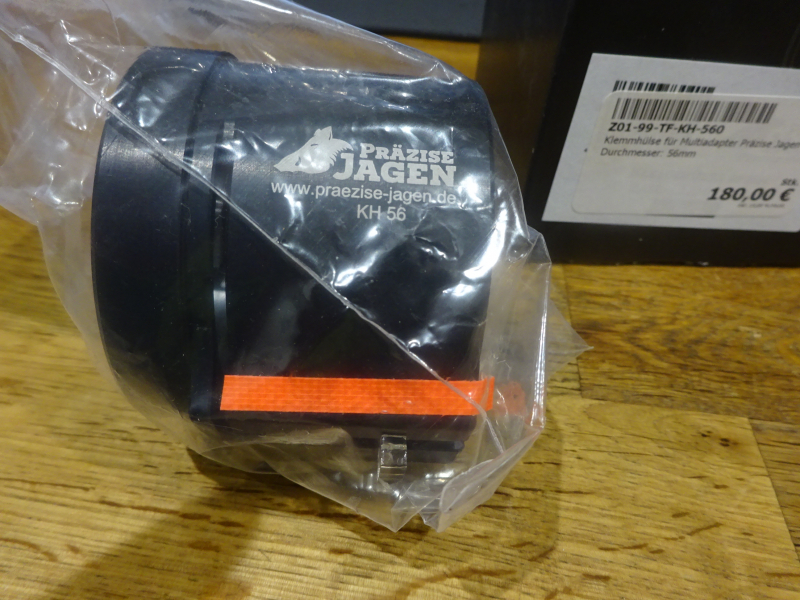 PRÄZISE
JAGEN
www.praezise-jagen.de
KH 56
Z01-99-TF-KH-560
Klemmhülse für Multiadapter Präzise Jagen
Durchmesser: 56mm
Stk.
180,00 €